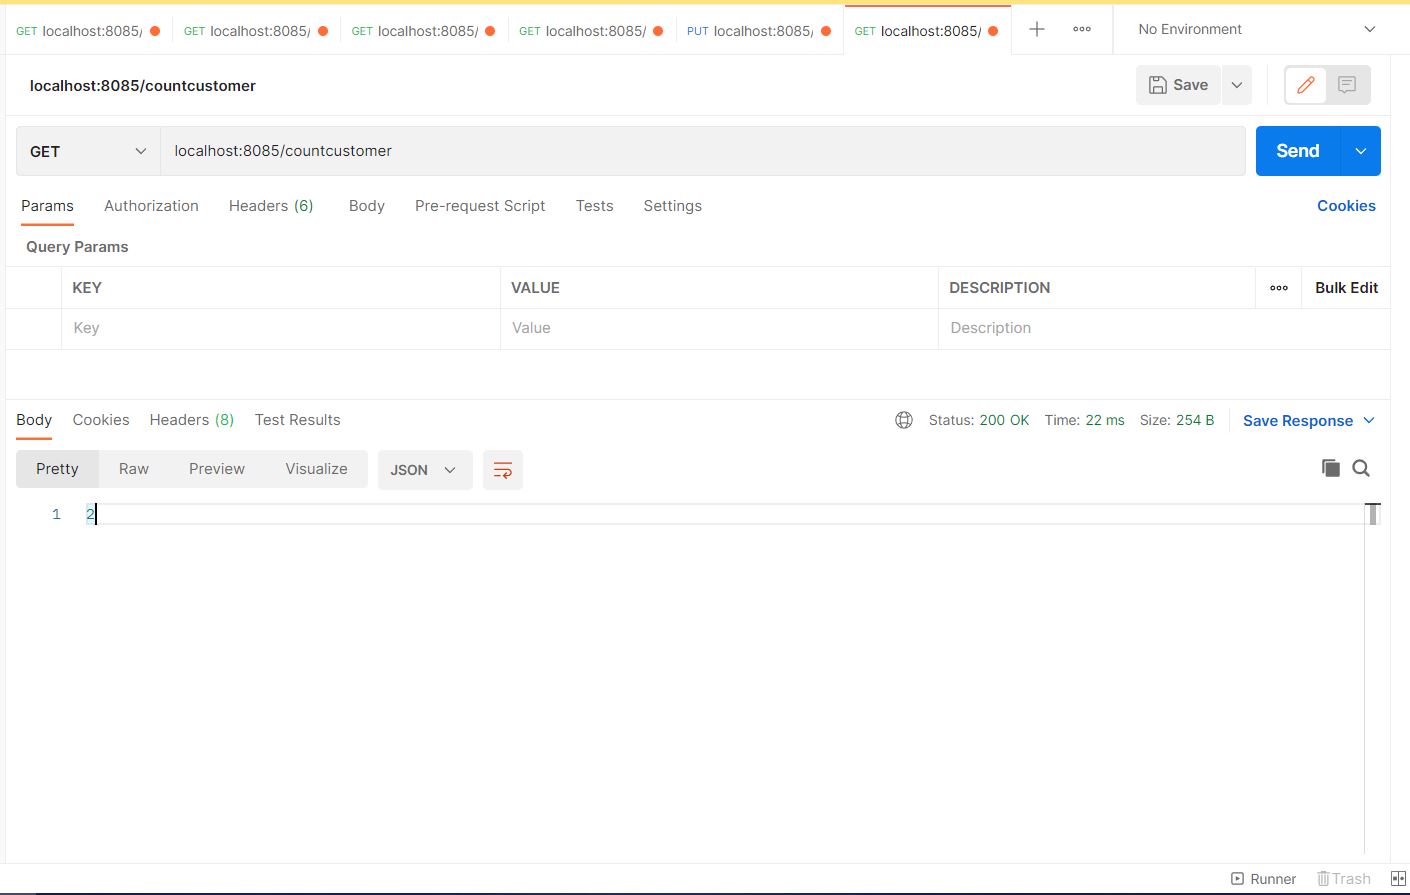 GET localhost:8085/ GET localhost:8085/ GET localhost:8085/ GET localhost:8085/ PUT localhost:8085/ GET localhost:8085/ No Environment
localhost:8085/countcustomer Save
GET localhost:8085/countcustomer Send
Params Authorization Headers (6) Body Pre-request Script Tests Settings Cookies
Query Params
KEY VALUE DESCRIPTION Bulk Edit
Key Value Description
Body Cookies Headers (8) Test Results Status: 200 OK Time: 22 ms Size: 254 B Save Response
Pretty Raw Preview Visualize JSON
1 2
Runner Trash